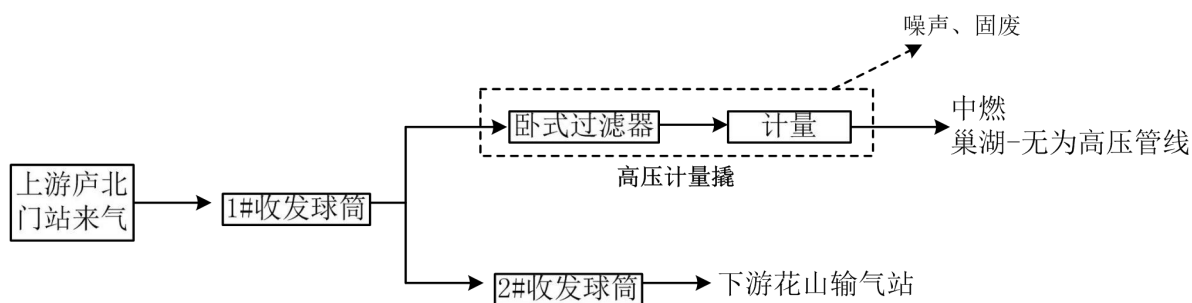 噪声、固废
卧式过滤器
计量
中燃
巢湖-无为高压管线
高压计量撬
上游庐北
门站来气
1#收发球筒
2#收发球筒
下游花山输气站